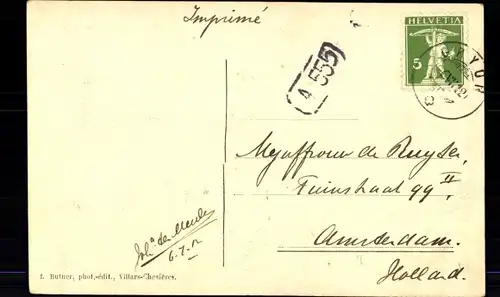 Imprimé
HELVETIA
5
A 555
Mejuffrouw de Ruyter,
Tuinstraat 99 II
Amsterdam.
Holland.
6-7-12
f. Butner, phot.-édit., Villars-Chesières.